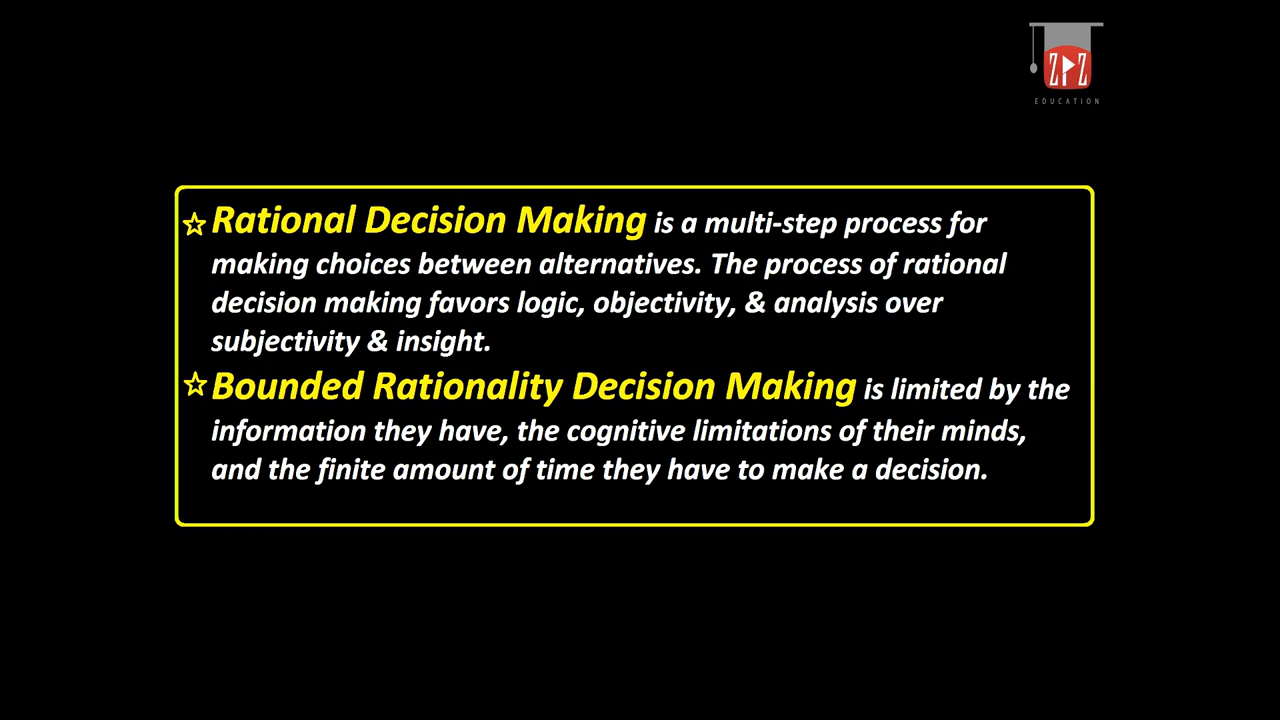 ZPZ
EDUCATION
Rational Decision Making is a multi-step process for
making choices between alternatives. The process of rational
decision making favors logic, objectivity, & analysis over
subjectivity & insight.
Bounded Rationality Decision Making is limited by the
information they have, the cognitive limitations of their minds,
and the finite amount of time they have to make a decision.